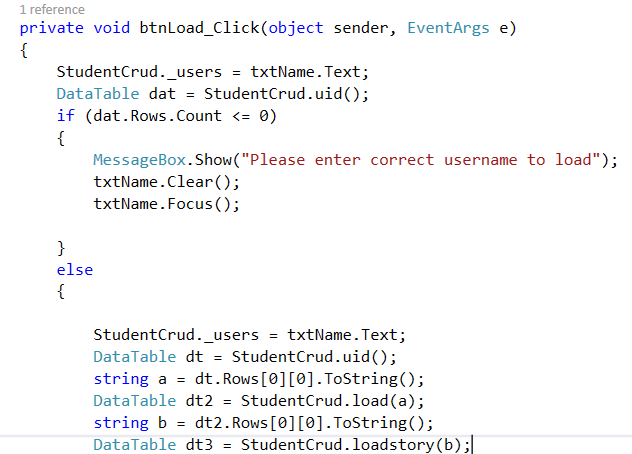 1 reference
private void btnLoad_Click(object sender, EventArgs e)
{
    StudentCrud._users = txtName.Text;
    DataTable dat = StudentCrud.uid();
    if (dat.Rows.Count <= 0)
    {
        MessageBox.Show("Please enter correct username to load");
        txtName.Clear();
        txtName.Focus();
    }
    else
    {
        StudentCrud._users = txtName.Text;
        DataTable dt = StudentCrud.uid();
        string a = dt.Rows[0][0].ToString();
        DataTable dt2 = StudentCrud.load(a);
        string b = dt2.Rows[0][0].ToString();
        DataTable dt3 = StudentCrud.loadstory(b);